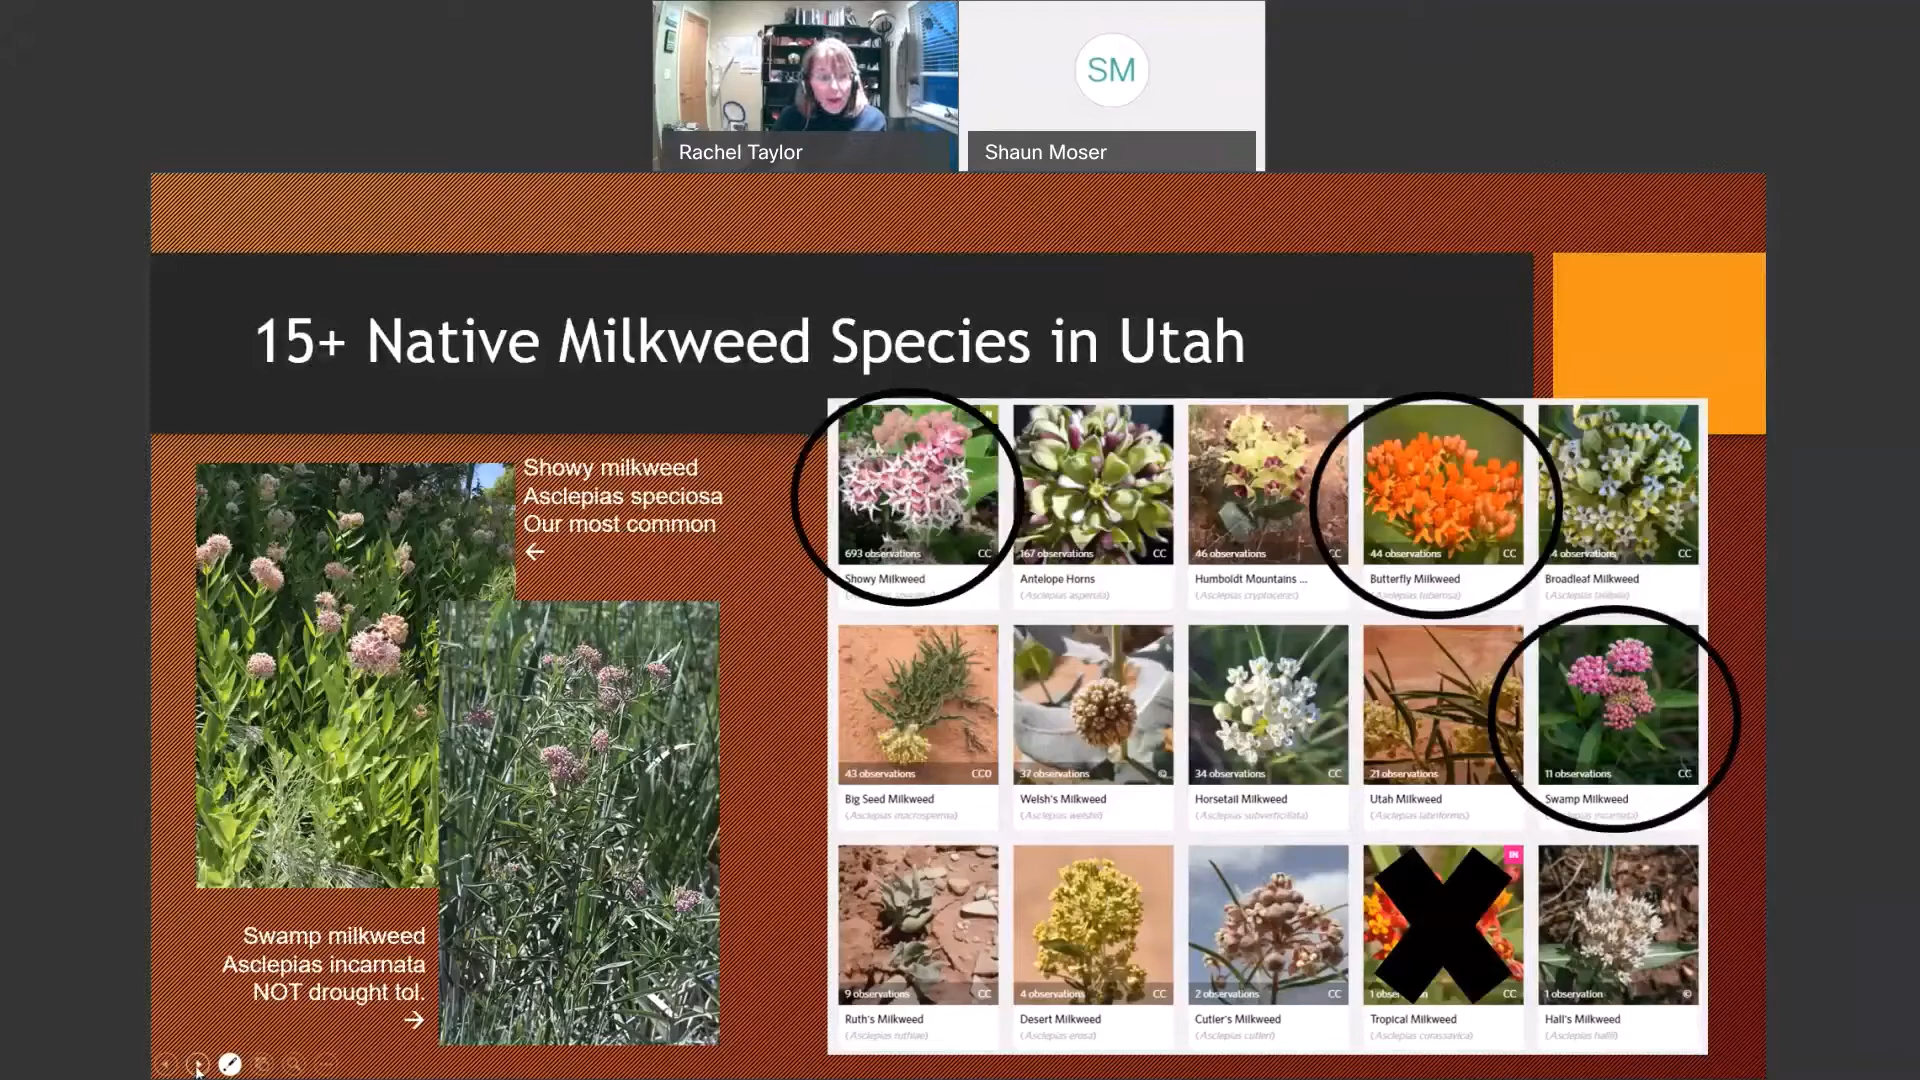 SM
Rachel Taylor
Shaun Moser
15+ Native Milkweed Species in Utah
Showy milkweed
Asclepias speciosa
Our most common
←
Swamp milkweed
Asclepias incarnata
NOT drought tol.
→
693 observations CC
167 observations CC
46 observations CC
44 observations CC
4 observations CC
Showy Milkweed
Antelope Horns
Humboldt Mountains ...
Butterfly Milkweed
Broadleaf Milkweed
(Asclepias asperula)
(Asclepias cryptoceras)
43 observations CC0
37 observations ©
34 observations CC
21 observations
11 observations CC
Big Seed Milkweed
Welsh's Milkweed
Horsetail Milkweed
Utah Milkweed
Swamp Milkweed
(Asclepias macrosperma)
(Asclepias welshii)
(Asclepias subverticillata)
(Asclepias labriformis)
(Asclepias incarnata)
IN
9 observations CC
4 observations CC
2 observations CC
1 obser n CC
1 observation ©
Ruth's Milkweed
Desert Milkweed
Cutler's Milkweed
Tropical Milkweed
Hall's Milkweed
(Asclepias ruthiae)
(Asclepias erosa)
(Asclepias cutleri)
(Asclepias curassavica)
(Asclepias hallii)